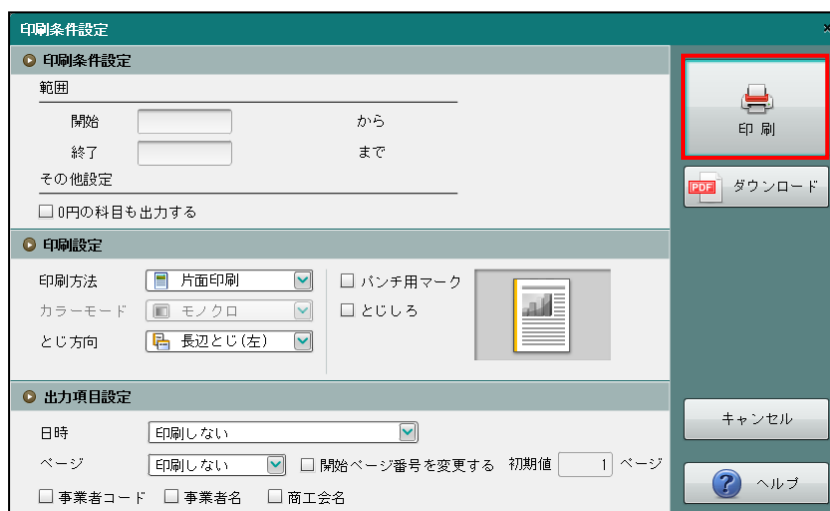 印刷条件設定 ×
印刷条件設定
範囲
開始 から
終了 まで
その他設定
0円の科目も出力する
印刷設定
印刷方法 片面印刷 パンチ用マーク
カラーモード モノクロ とじしろ
とじ方向 長辺とじ(左)
出力項目設定
日時 印刷しない
ページ 印刷しない 開始ページ番号を変更する 初期値 1 ページ
事業者コード 事業者名 商工会名
印刷
PDF ダウンロード
キャンセル
? ヘルプ